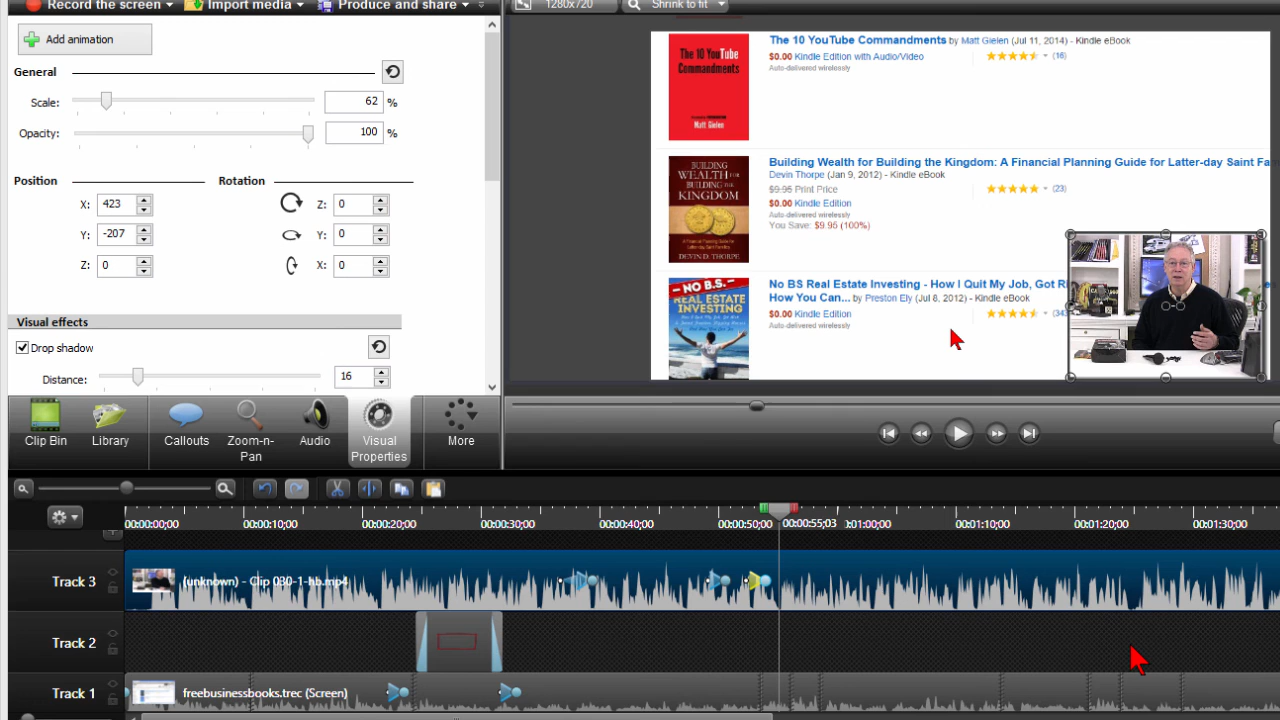 Record the screen
Import media
Produce and share
1280x720
Shrink to fit
Add animation
General
Scale:
62
%
Opacity:
100
%
Position
Rotation
X:
423
Z:
0
Y:
-207
Y:
0
Z:
0
X:
0
Visual effects
Drop shadow
Distance:
16
Clip Bin
Library
Callouts
Zoom-n-
Pan
Audio
Visual
Properties
More
The 10 YouTube
Commandments
Matt Gielen
The 10 YouTube Commandments by Matt Gielen (Jul 11, 2014) - Kindle eBook
$0.00 Kindle Edition with Audio/Video
(16)
Auto-delivered wirelessly
BUILDING
WEALTH FOR
BUILDING THE
KINGDOM
A Financial Planning Guide for
Latter-day Saint Families
DEVIN D. THORPE
Building Wealth for Building the Kingdom: A Financial Planning Guide for Latter-day Saint Fa
Devin Thorpe (Jan 9, 2012) - Kindle eBook
$9.95 Print Price
(23)
$0.00 Kindle Edition
Auto-delivered wirelessly
You Save: $9.95 (100%)
NO B.S.
REAL ESTATE
INVESTING
No BS Real Estate Investing - How I Quit My Job, Got Ri
How You Can... by Preston Ely (Jul 8, 2012) - Kindle eBook
$0.00 Kindle Edition
(34
Auto-delivered wirelessly
00:00:00;00
00:00:10;00
00:00:20;00
00:00:30;00
00:00:40;00
00:00:50;00
00:00:55;03
):01:00;00
00:01:10;00
00:01:20;00
00:01:30;00
Track 3
(unknown) - Clip 030-1-hb.mp4
Track 2
Track 1
freebusinessbooks.trec (Screen)